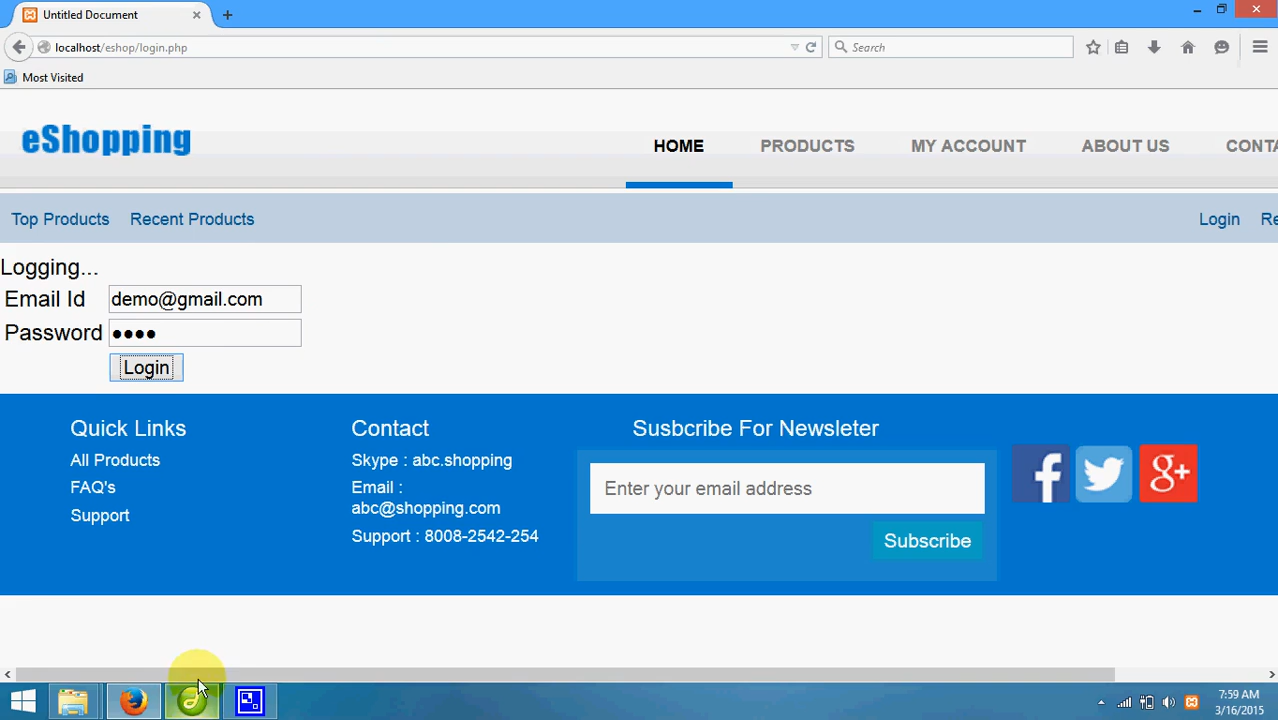 Untitled Document
localhost/eshop/login.php
Search
Most Visited
eShopping
HOME PRODUCTS MY ACCOUNT ABOUT US CONTA
Top Products Recent Products Login Re
Logging...
Email Id demo@gmail.com
Password ••••
Login
Quick Links
All Products
FAQ's
Support
Contact
Skype : abc.shopping
Email :
abc@shopping.com
Support : 8008-2542-254
Susbcribe For Newsleter
Enter your email address
Subscribe
7:59 AM
3/16/2015